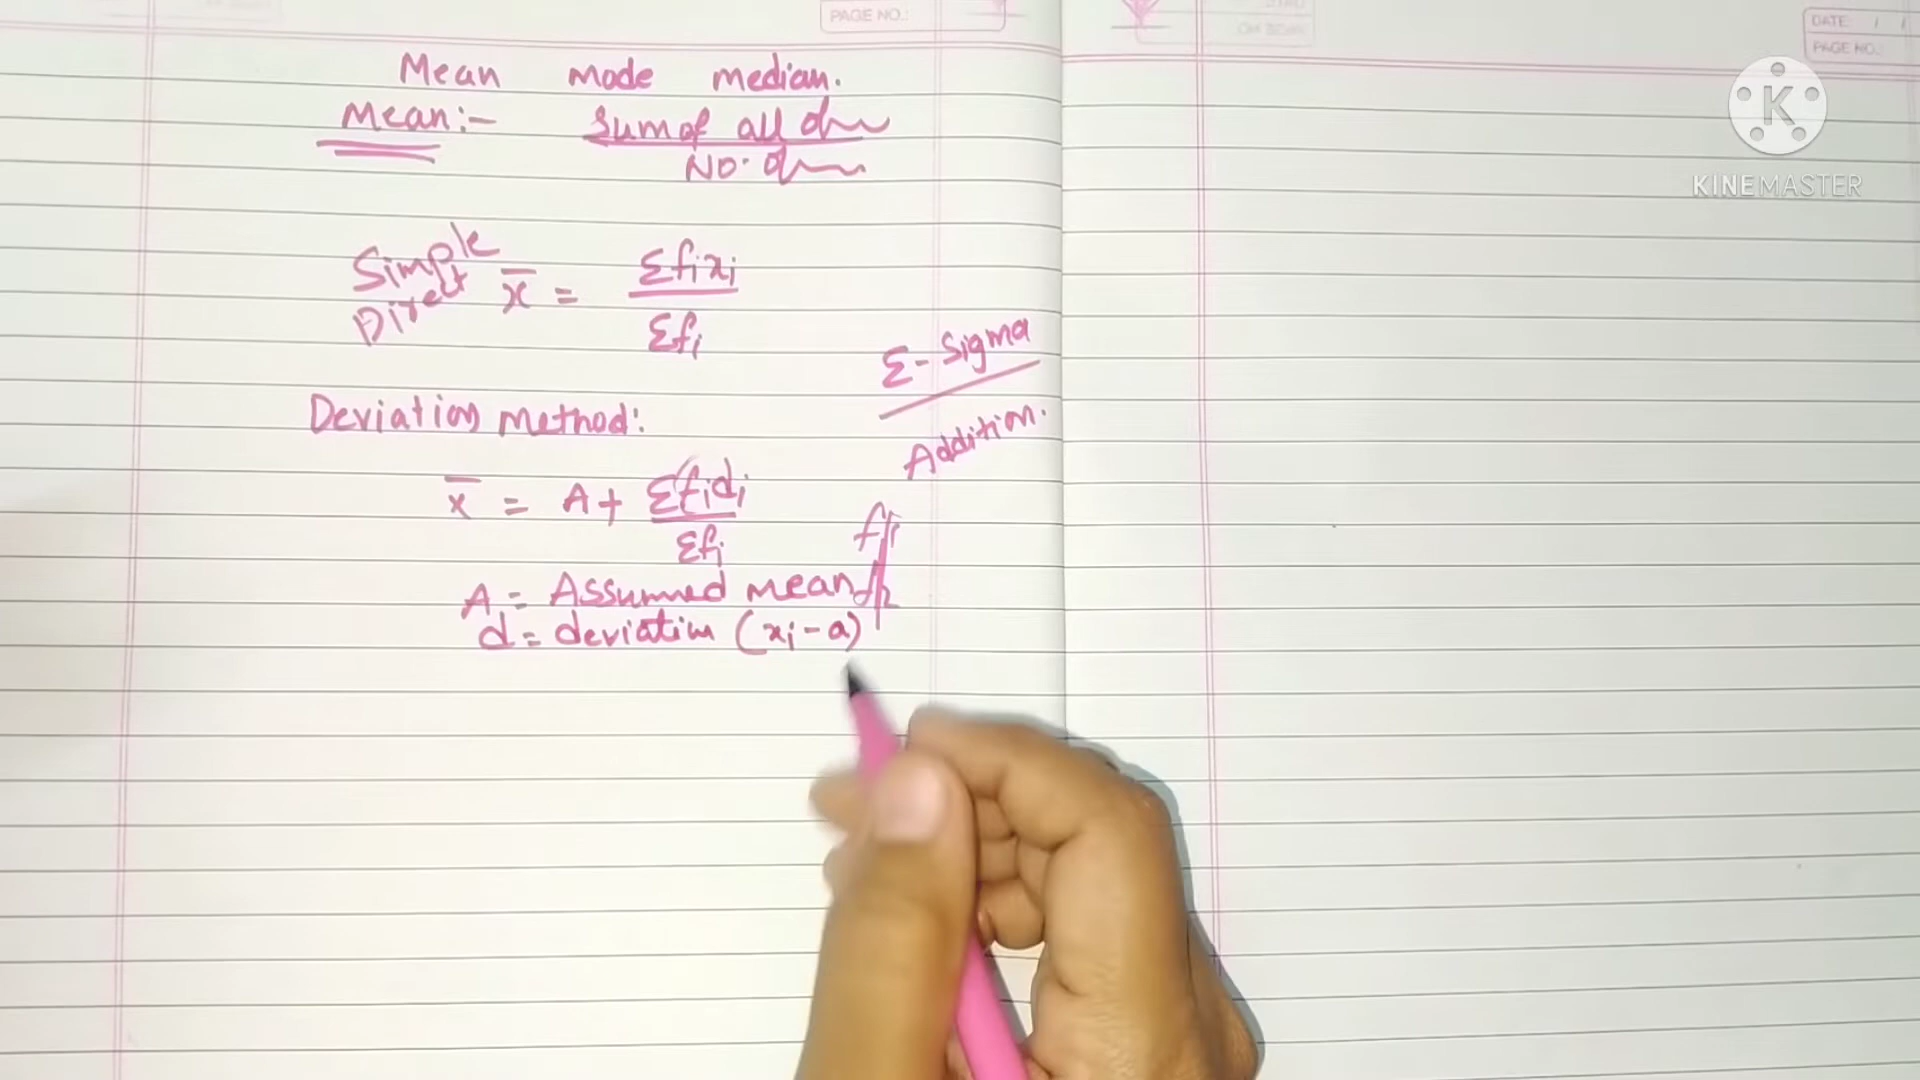 PAGE NO.:
DATE: / /
PAGE NO.:
KINEMASTER
Mean mode median.
Mean:- Sum of all
No.
Simple
Direct x̄ = Σfixi
Σfi
Σ - Sigma
Addition.
Deviation Method:
x̄ = A + Σfidi
Σfi
A = Assumed mean
d = deviation (xi - a)